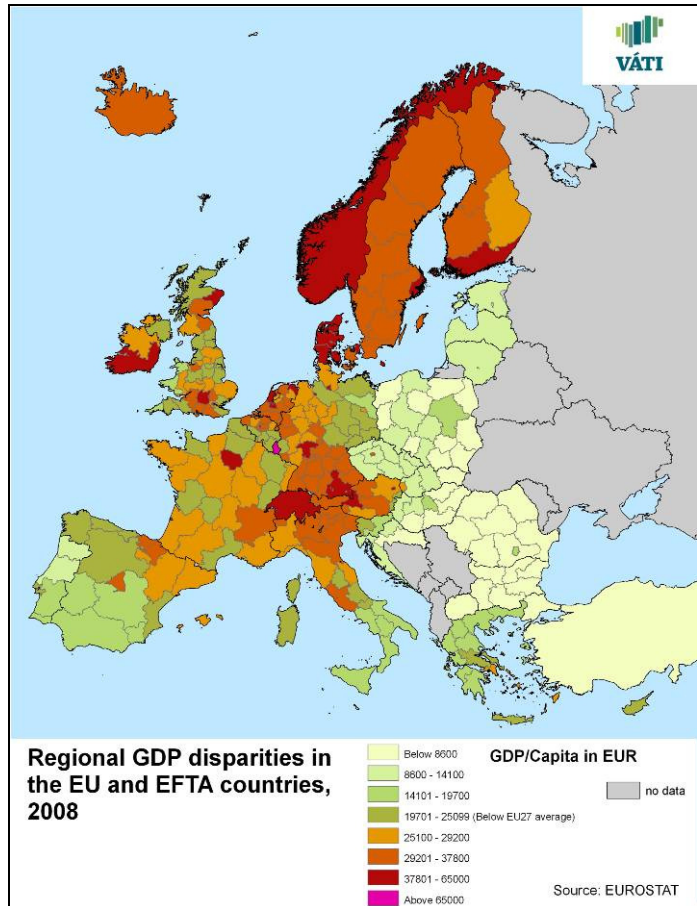 VÁTI
Regional GDP disparities in
the EU and EFTA countries,
2008
GDP/Capita in EUR
Below 8600
8600 - 14100
14101 - 19700
19701 - 25099 (Below EU27 average)
25100 - 29200
29201 - 37800
37801 - 65000
Above 65000
no data
Source: EUROSTAT